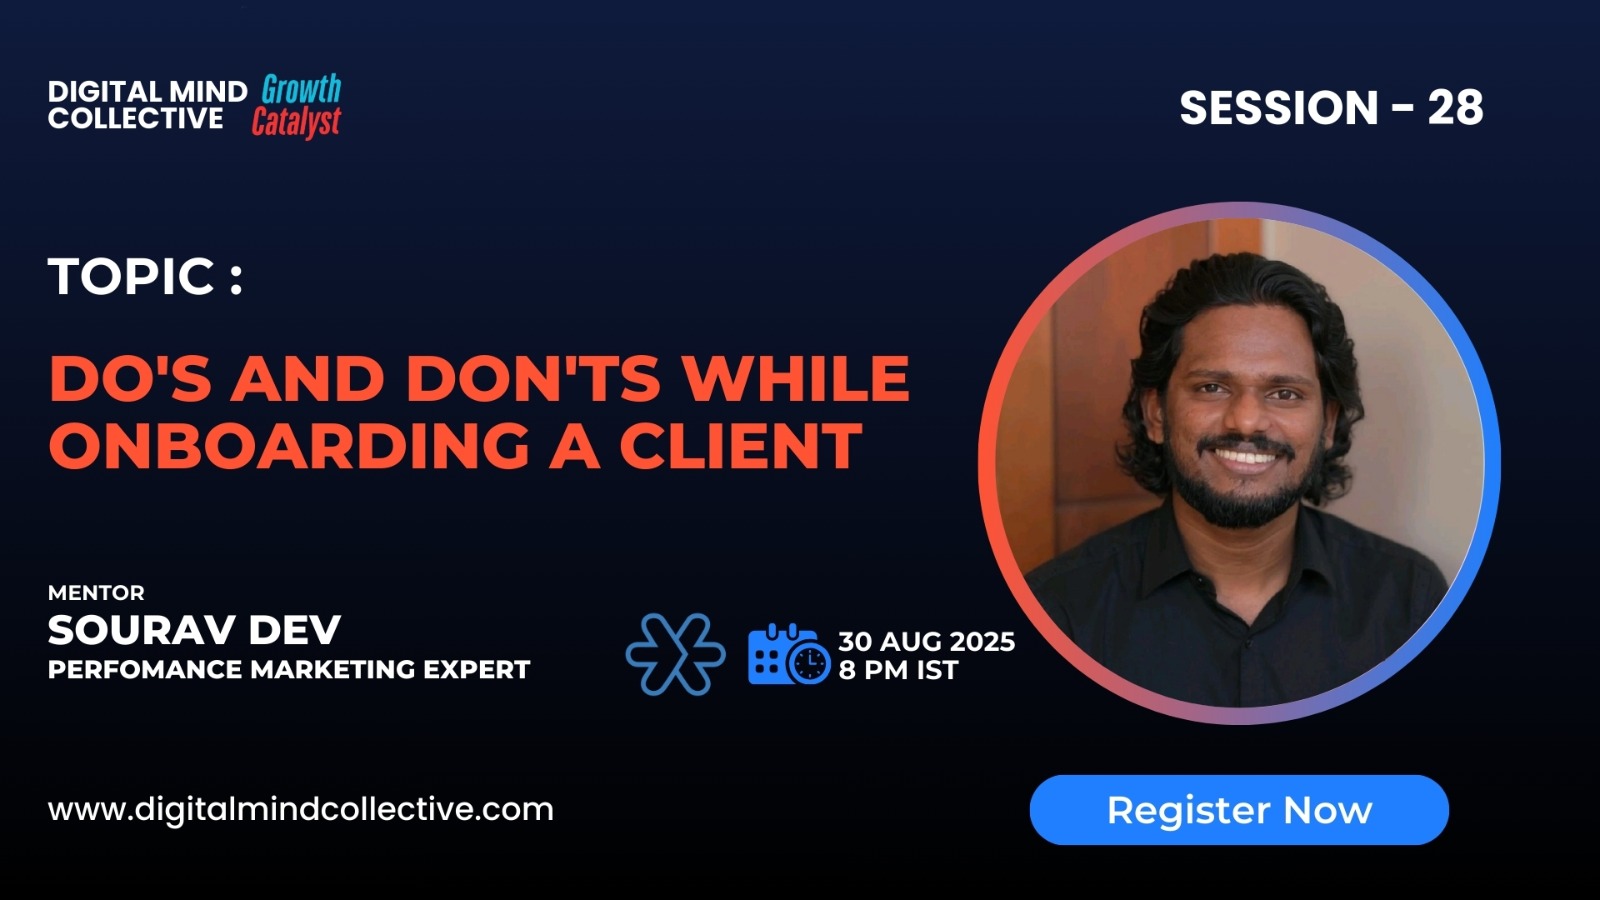 DIGITAL MIND
COLLECTIVE
Growth
Catalyst
SESSION - 28
TOPIC :
DO'S AND DON'TS WHILE
ONBOARDING A CLIENT
MENTOR
SOURAV DEV
PERFOMANCE MARKETING EXPERT
30 AUG 2025
8 PM IST
www.digitalmindcollective.com
Register Now